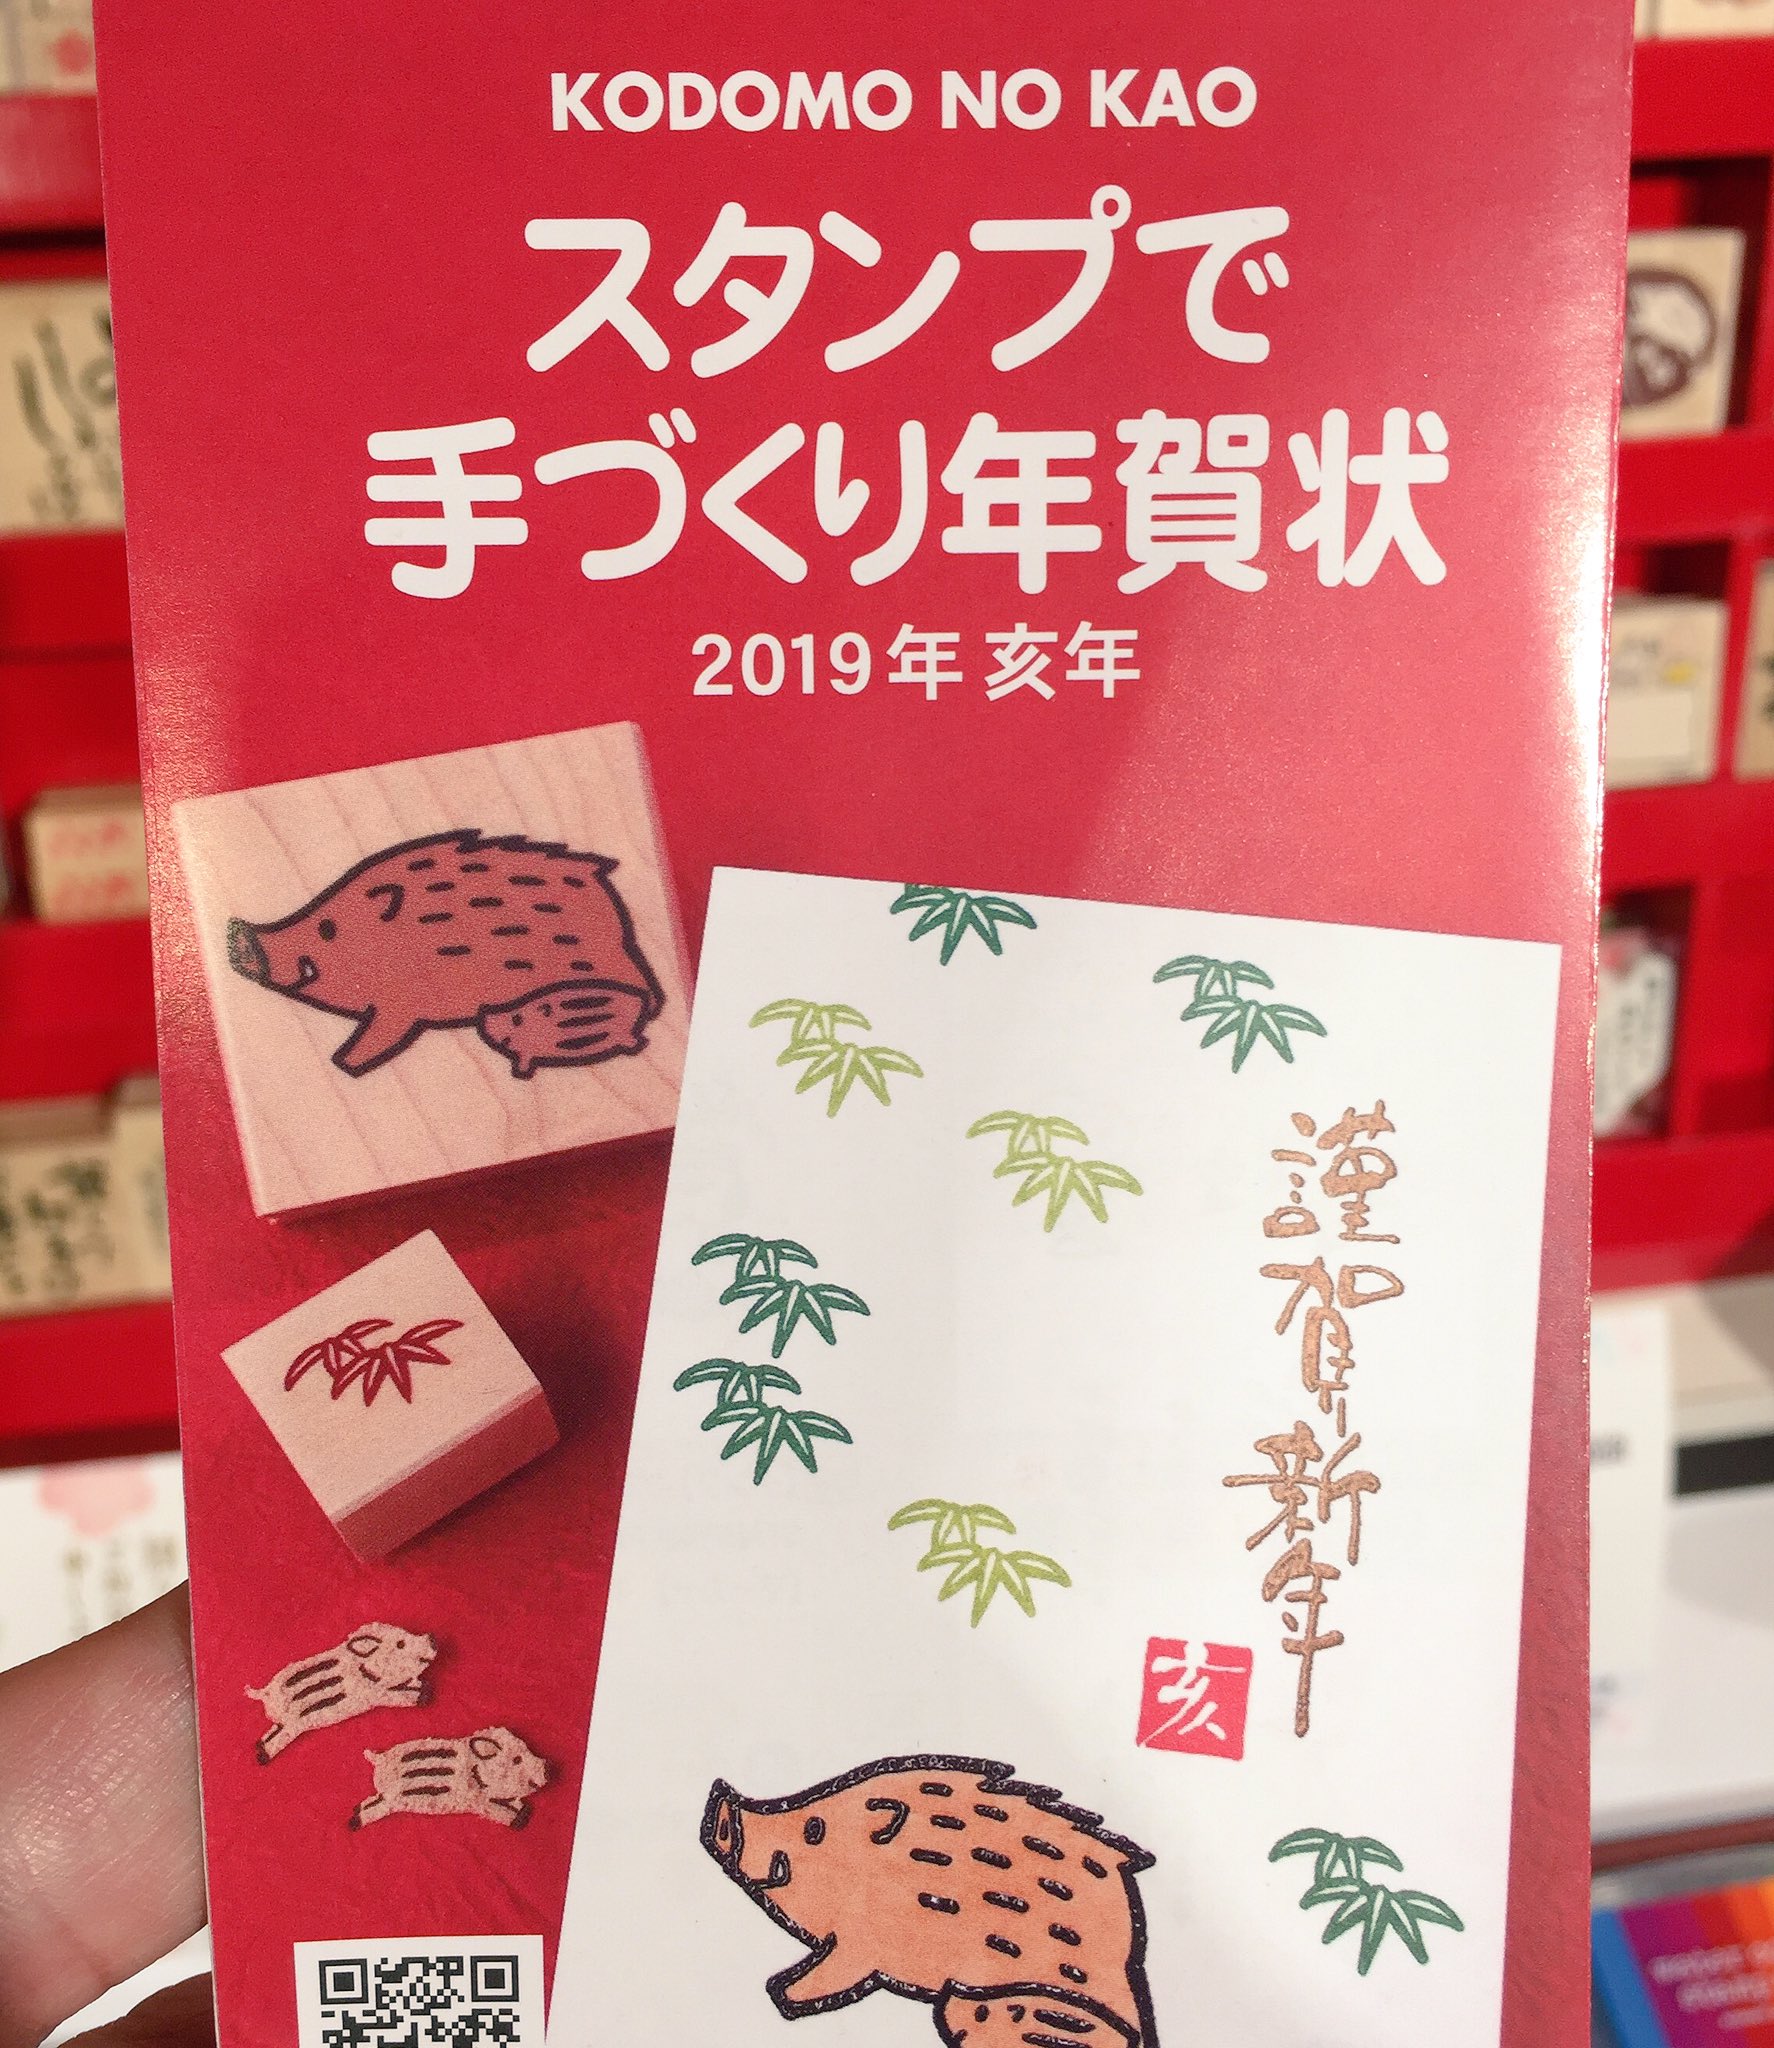 KODOMO NO KAO
スタンプで
手づくり年賀状
2019年 亥年
謹賀新年
亥